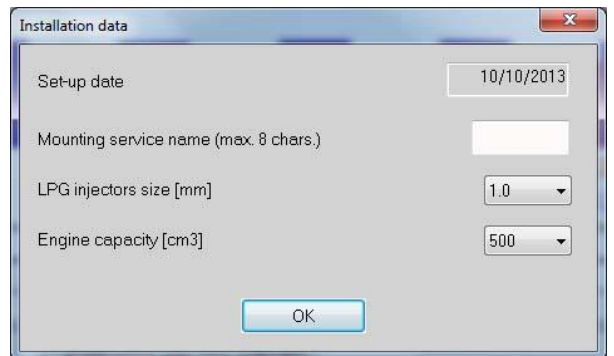 Installation data
Set-up date 10/10/2013
Mounting service name (max. 8 chars.)
LPG injectors size [mm] 1.0
Engine capacity [cm3] 500
OK